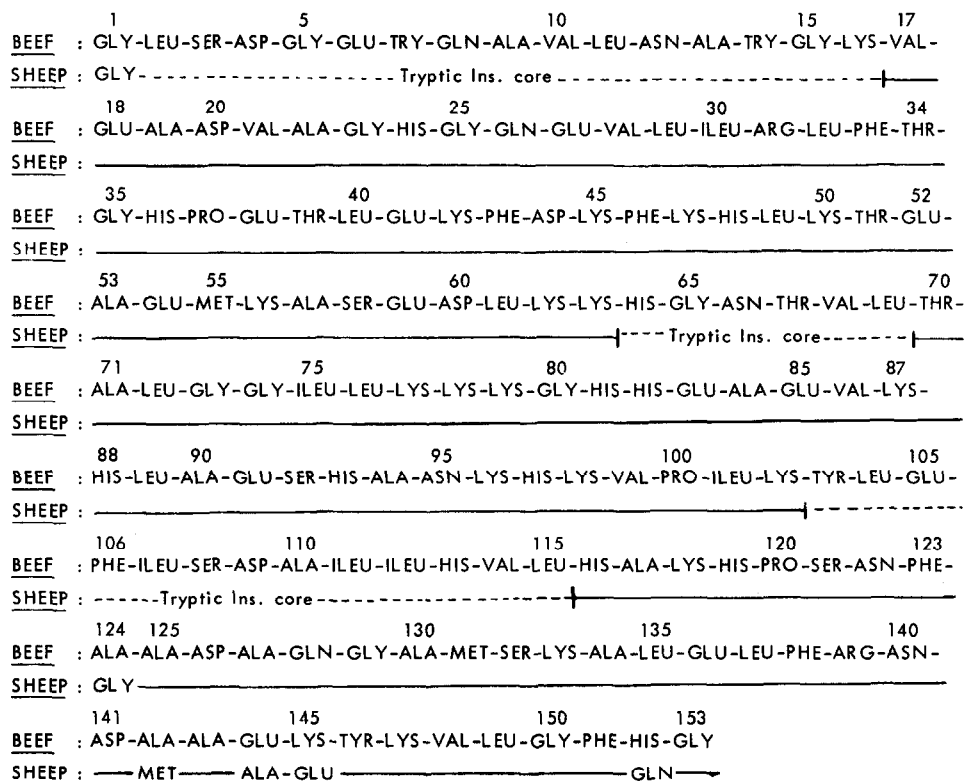 1 5 10 15 17
BEEF : GLY-LEU-SER-ASP-GLY-GLU-TRY-GLN-ALA-VAL-LEU-ASN-ALA-TRY-GLY-LYS-VAL-
SHEEP : GLY Tryptic Ins. core
18 20 25 30 34
BEEF : GLU-ALA-ASP-VAL-ALA-GLY-HIS-GLY-GLN-GLU-VAL-LEU-ILEU-ARG-LEU-PHE-THR-
SHEEP :
35 40 45 50 52
BEEF : GLY-HIS-PRO-GLU-THR-LEU-GLU-LYS-PHE-ASP-LYS-PHE-LYS-HIS-LEU-LYS-THR-GLU-
SHEEP :
53 55 60 65 70
BEEF : ALA-GLU-MET-LYS-ALA-SER-GLU-ASP-LEU-LYS-LYS-HIS-GLY-ASN-THR-VAL-LEU-THR-
SHEEP : Tryptic Ins. core
71 75 80 85 87
BEEF : ALA-LEU-GLY-GLY-ILEU-LEU-LYS-LYS-LYS-GLY-HIS-HIS-GLU-ALA-GLU-VAL-LYS-
SHEEP :
88 90 95 100 105
BEEF : HIS-LEU-ALA-GLU-SER-HIS-ALA-ASN-LYS-HIS-LYS-VAL-PRO-ILEU-LYS-TYR-LEU-GLU-
SHEEP :
106 110 115 120 123
BEEF : PHE-ILEU-SER-ASP-ALA-ILEU-ILEU-HIS-VAL-LEU-HIS-ALA-LYS-HIS-PRO-SER-ASN-PHE-
SHEEP : Tryptic Ins. core
124 125 130 135 140
BEEF : ALA-ALA-ASP-ALA-GLN-GLY-ALA-MET-SER-LYS-ALA-LEU-GLU-LEU-PHE-ARG-ASN-
SHEEP : GLY
141 145 150 153
BEEF : ASP-ALA-ALA-GLU-LYS-TYR-LYS-VAL-LEU-GLY-PHE-HIS-GLY
SHEEP : MET ALA-GLU GLN